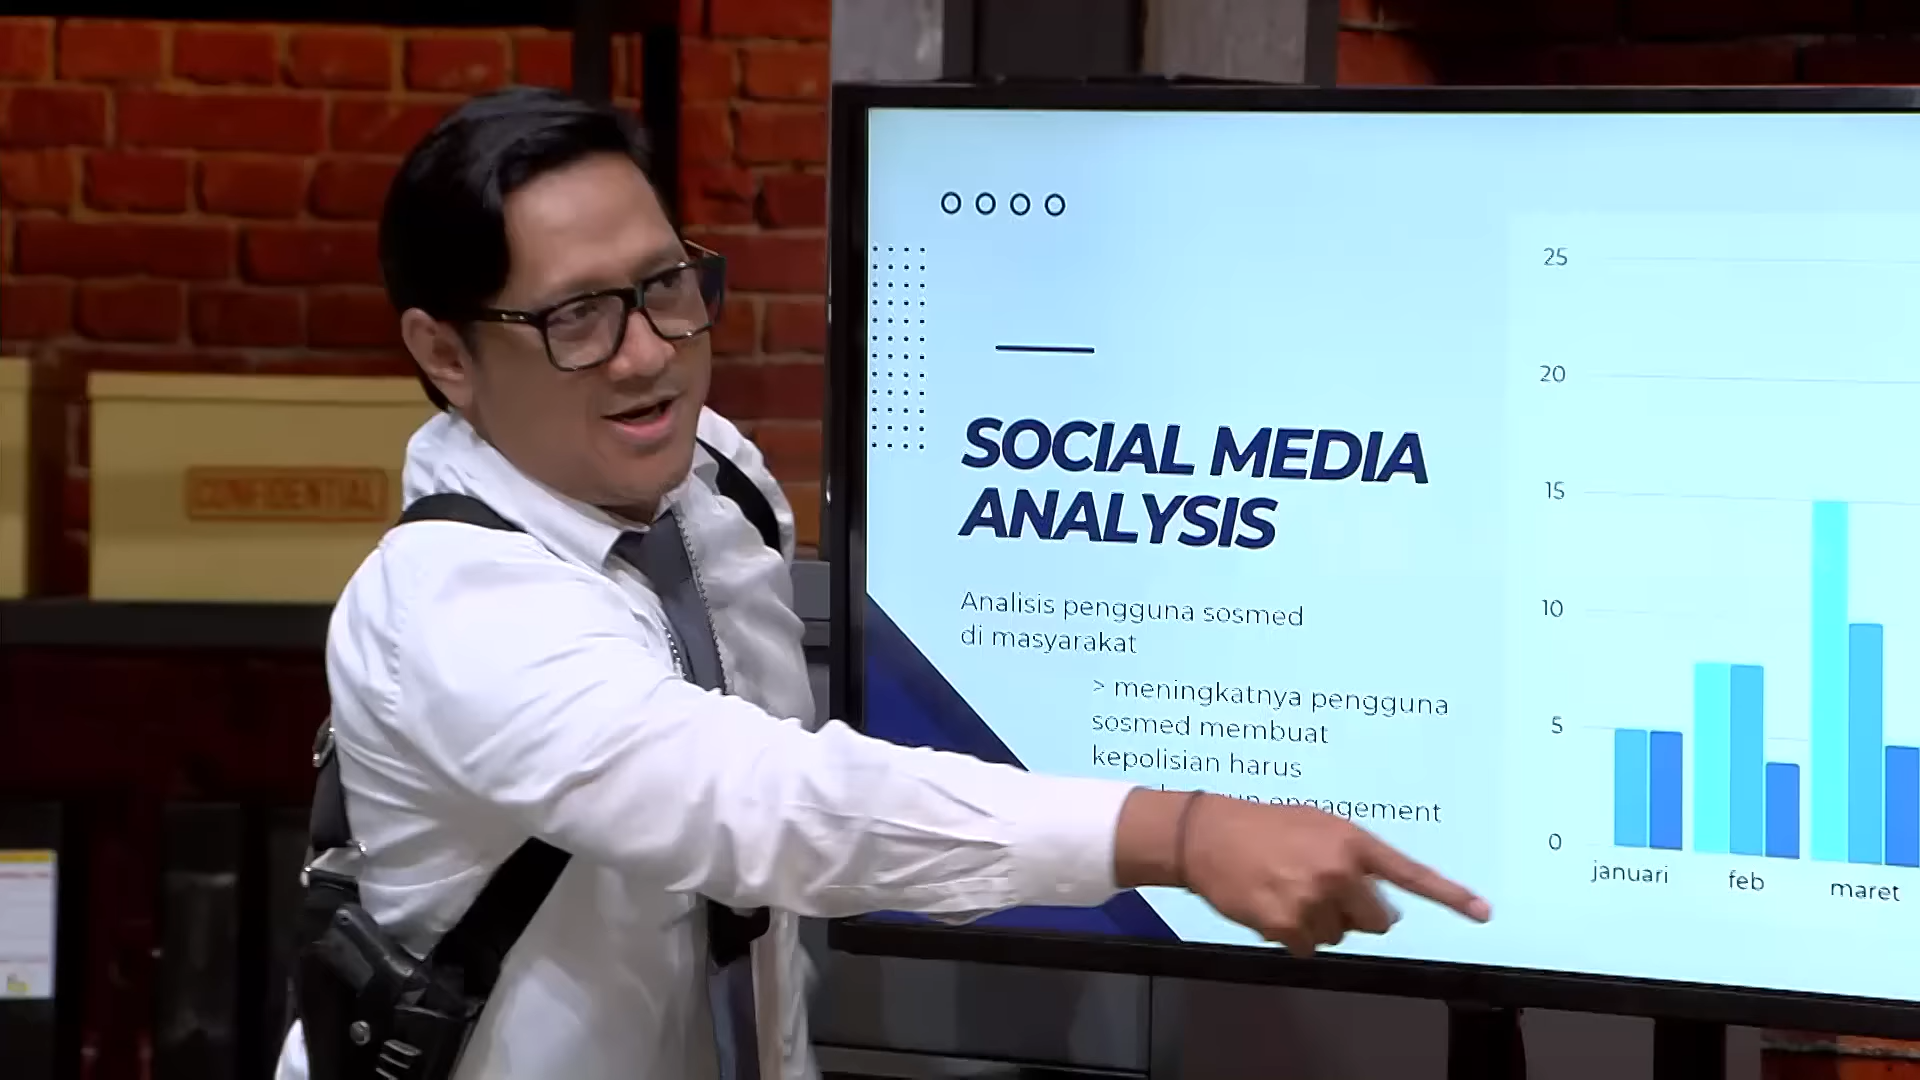 CONFIDENTIAL
SOCIAL MEDIA
ANALYSIS
Analisis pengguna sosmed
di masyarakat
> meningkatnya pengguna
sosmed membuat
kepolisian harus
engagement
25
20
15
10
5
0
januari feb maret